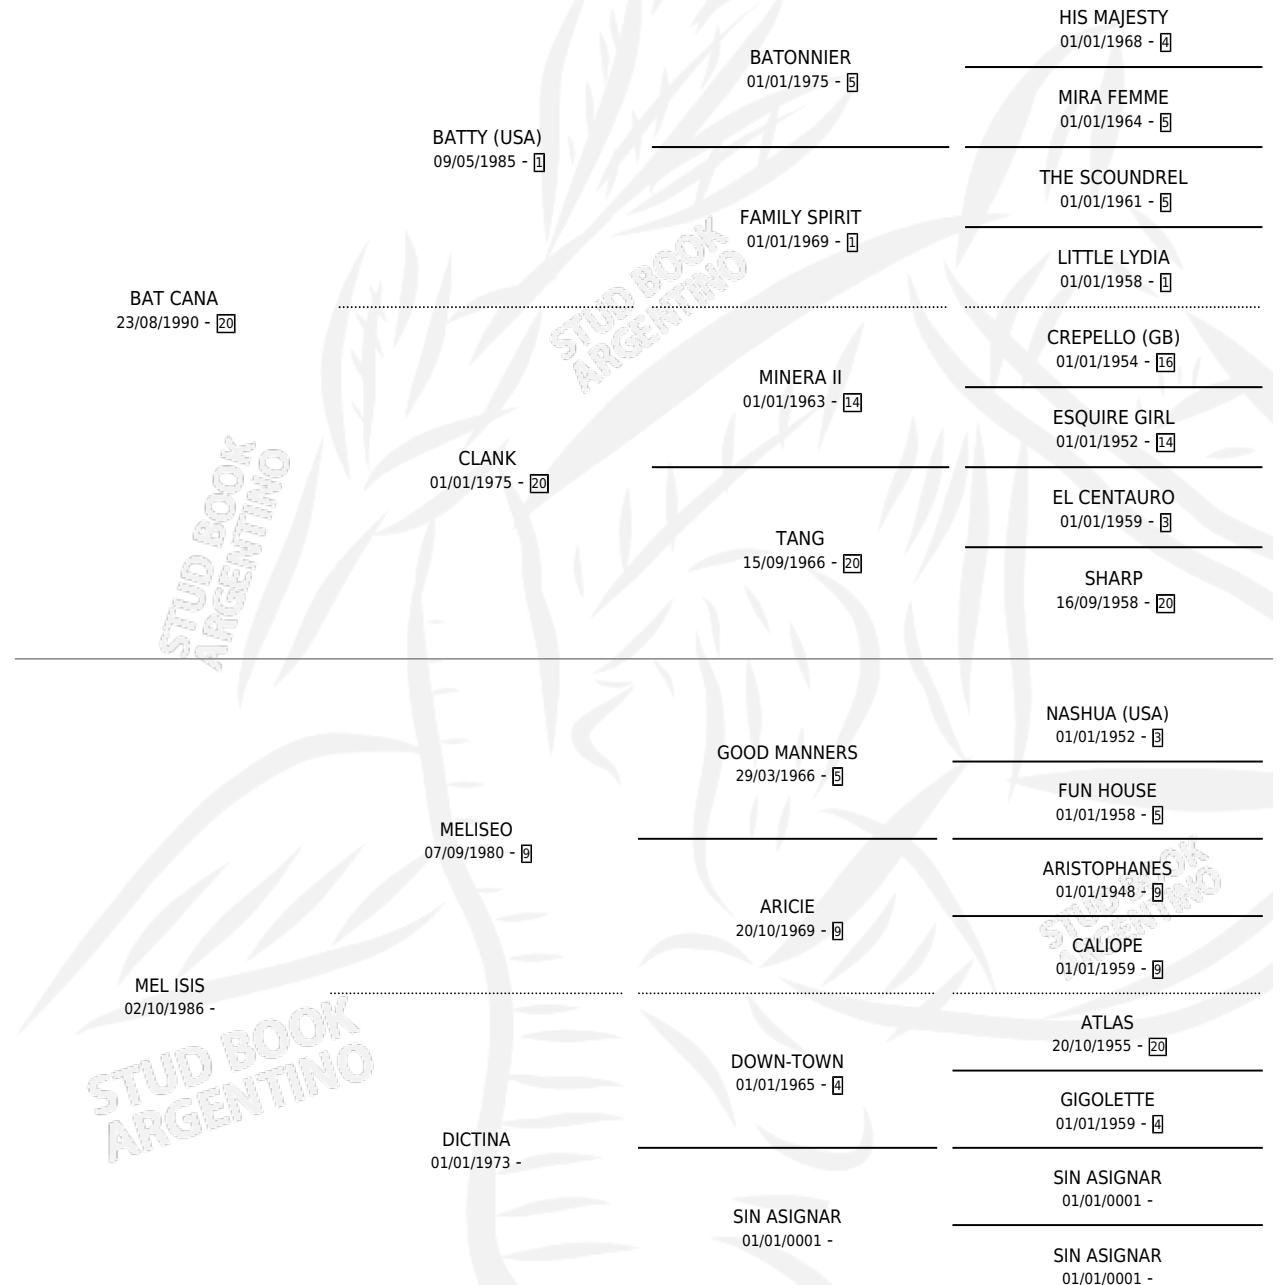 HIS MAJESTY
01/01/1968 - 4
BATONNIER
01/01/1975 - 5
MIRA FEMME
01/01/1964 - 5
BATTY (USA)
09/05/1985 - 1
THE SCOUNDREL
01/01/1961 - 5
FAMILY SPIRIT
01/01/1969 - 1
LITTLE LYDIA
01/01/1958 - 1
BAT CANA
23/08/1990 - 20
STUD BOOK
ARGENTINO
CREPELLO (GB)
01/01/1954 - 16
MINERA II
01/01/1963 - 14
ESQUIRE GIRL
01/01/1952 - 14
CLANK
01/01/1975 - 20
EL CENTAURO
01/01/1959 - 3
TANG
15/09/1966 - 20
SHARP
16/09/1958 - 20
STUD BOOK
ARGENTINO
NASHUA (USA)
01/01/1952 - 3
GOOD MANNERS
29/03/1966 - 5
FUN HOUSE
01/01/1958 - 5
MELISEO
07/09/1980 - 9
ARISTOPHANES
01/01/1948 - 9
ARICIE
20/10/1969 - 9
STUD BOOK
ARGENTINO
CALIOPE
01/01/1959 - 9
MEL ISIS
02/10/1986 -
STUD BOOK
ARGENTINO
ATLAS
20/10/1955 - 20
DOWN-TOWN
01/01/1965 - 4
GIGOLETTE
01/01/1959 - 4
DICTINA
01/01/1973 -
SIN ASIGNAR
01/01/0001 -
SIN ASIGNAR
01/01/0001 -
SIN ASIGNAR
01/01/0001 -